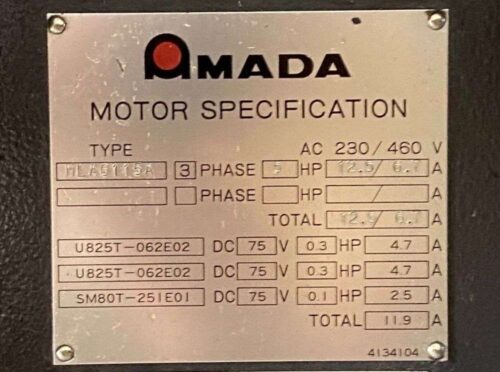 AMADA
MOTOR SPECIFICATION
TYPE AC 230/460 V
3 PHASE 5 HP 12.5/ 6.7 A
PHASE HP / A
TOTAL 12.5/ 6.7 A
U825T-062E02 DC 75 V 0.3 HP 4.7 A
U825T-062E02 DC 75 V 0.3 HP 4.7 A
SM80T-251E01 DC 75 V 0.1 HP 2.5 A
TOTAL 11.9 A
4134104